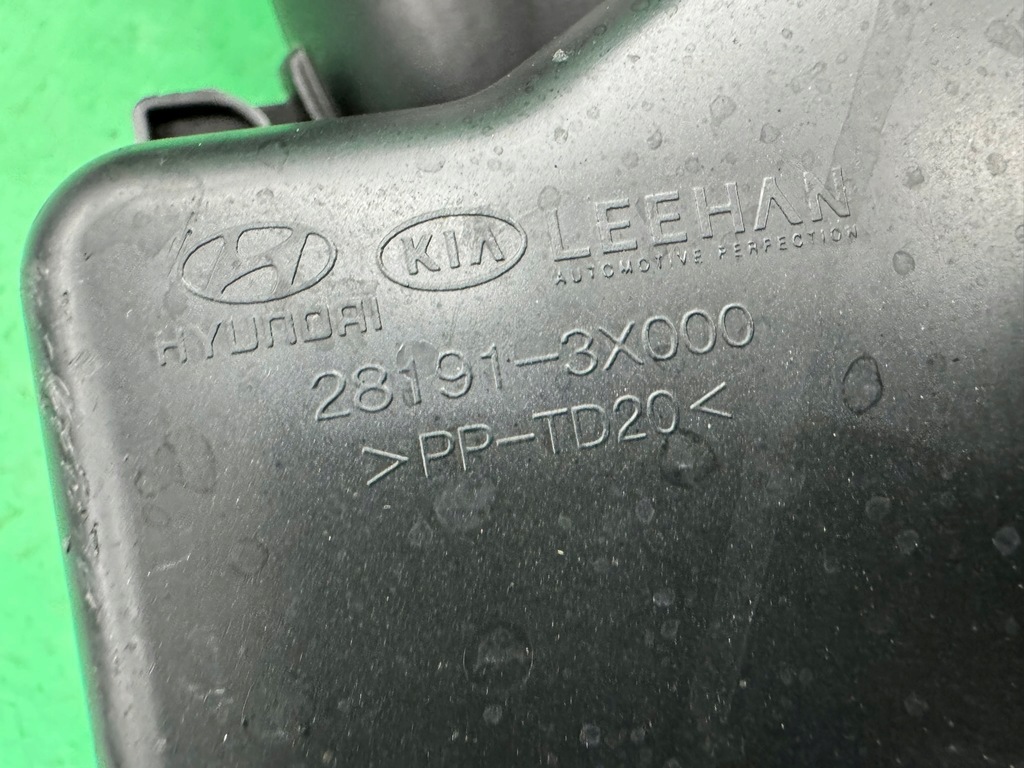 HYUNDAI
KIA
LEEHAN
AUTOMOTIVE PERFECTION
28191-3X000
>PP-TD20<